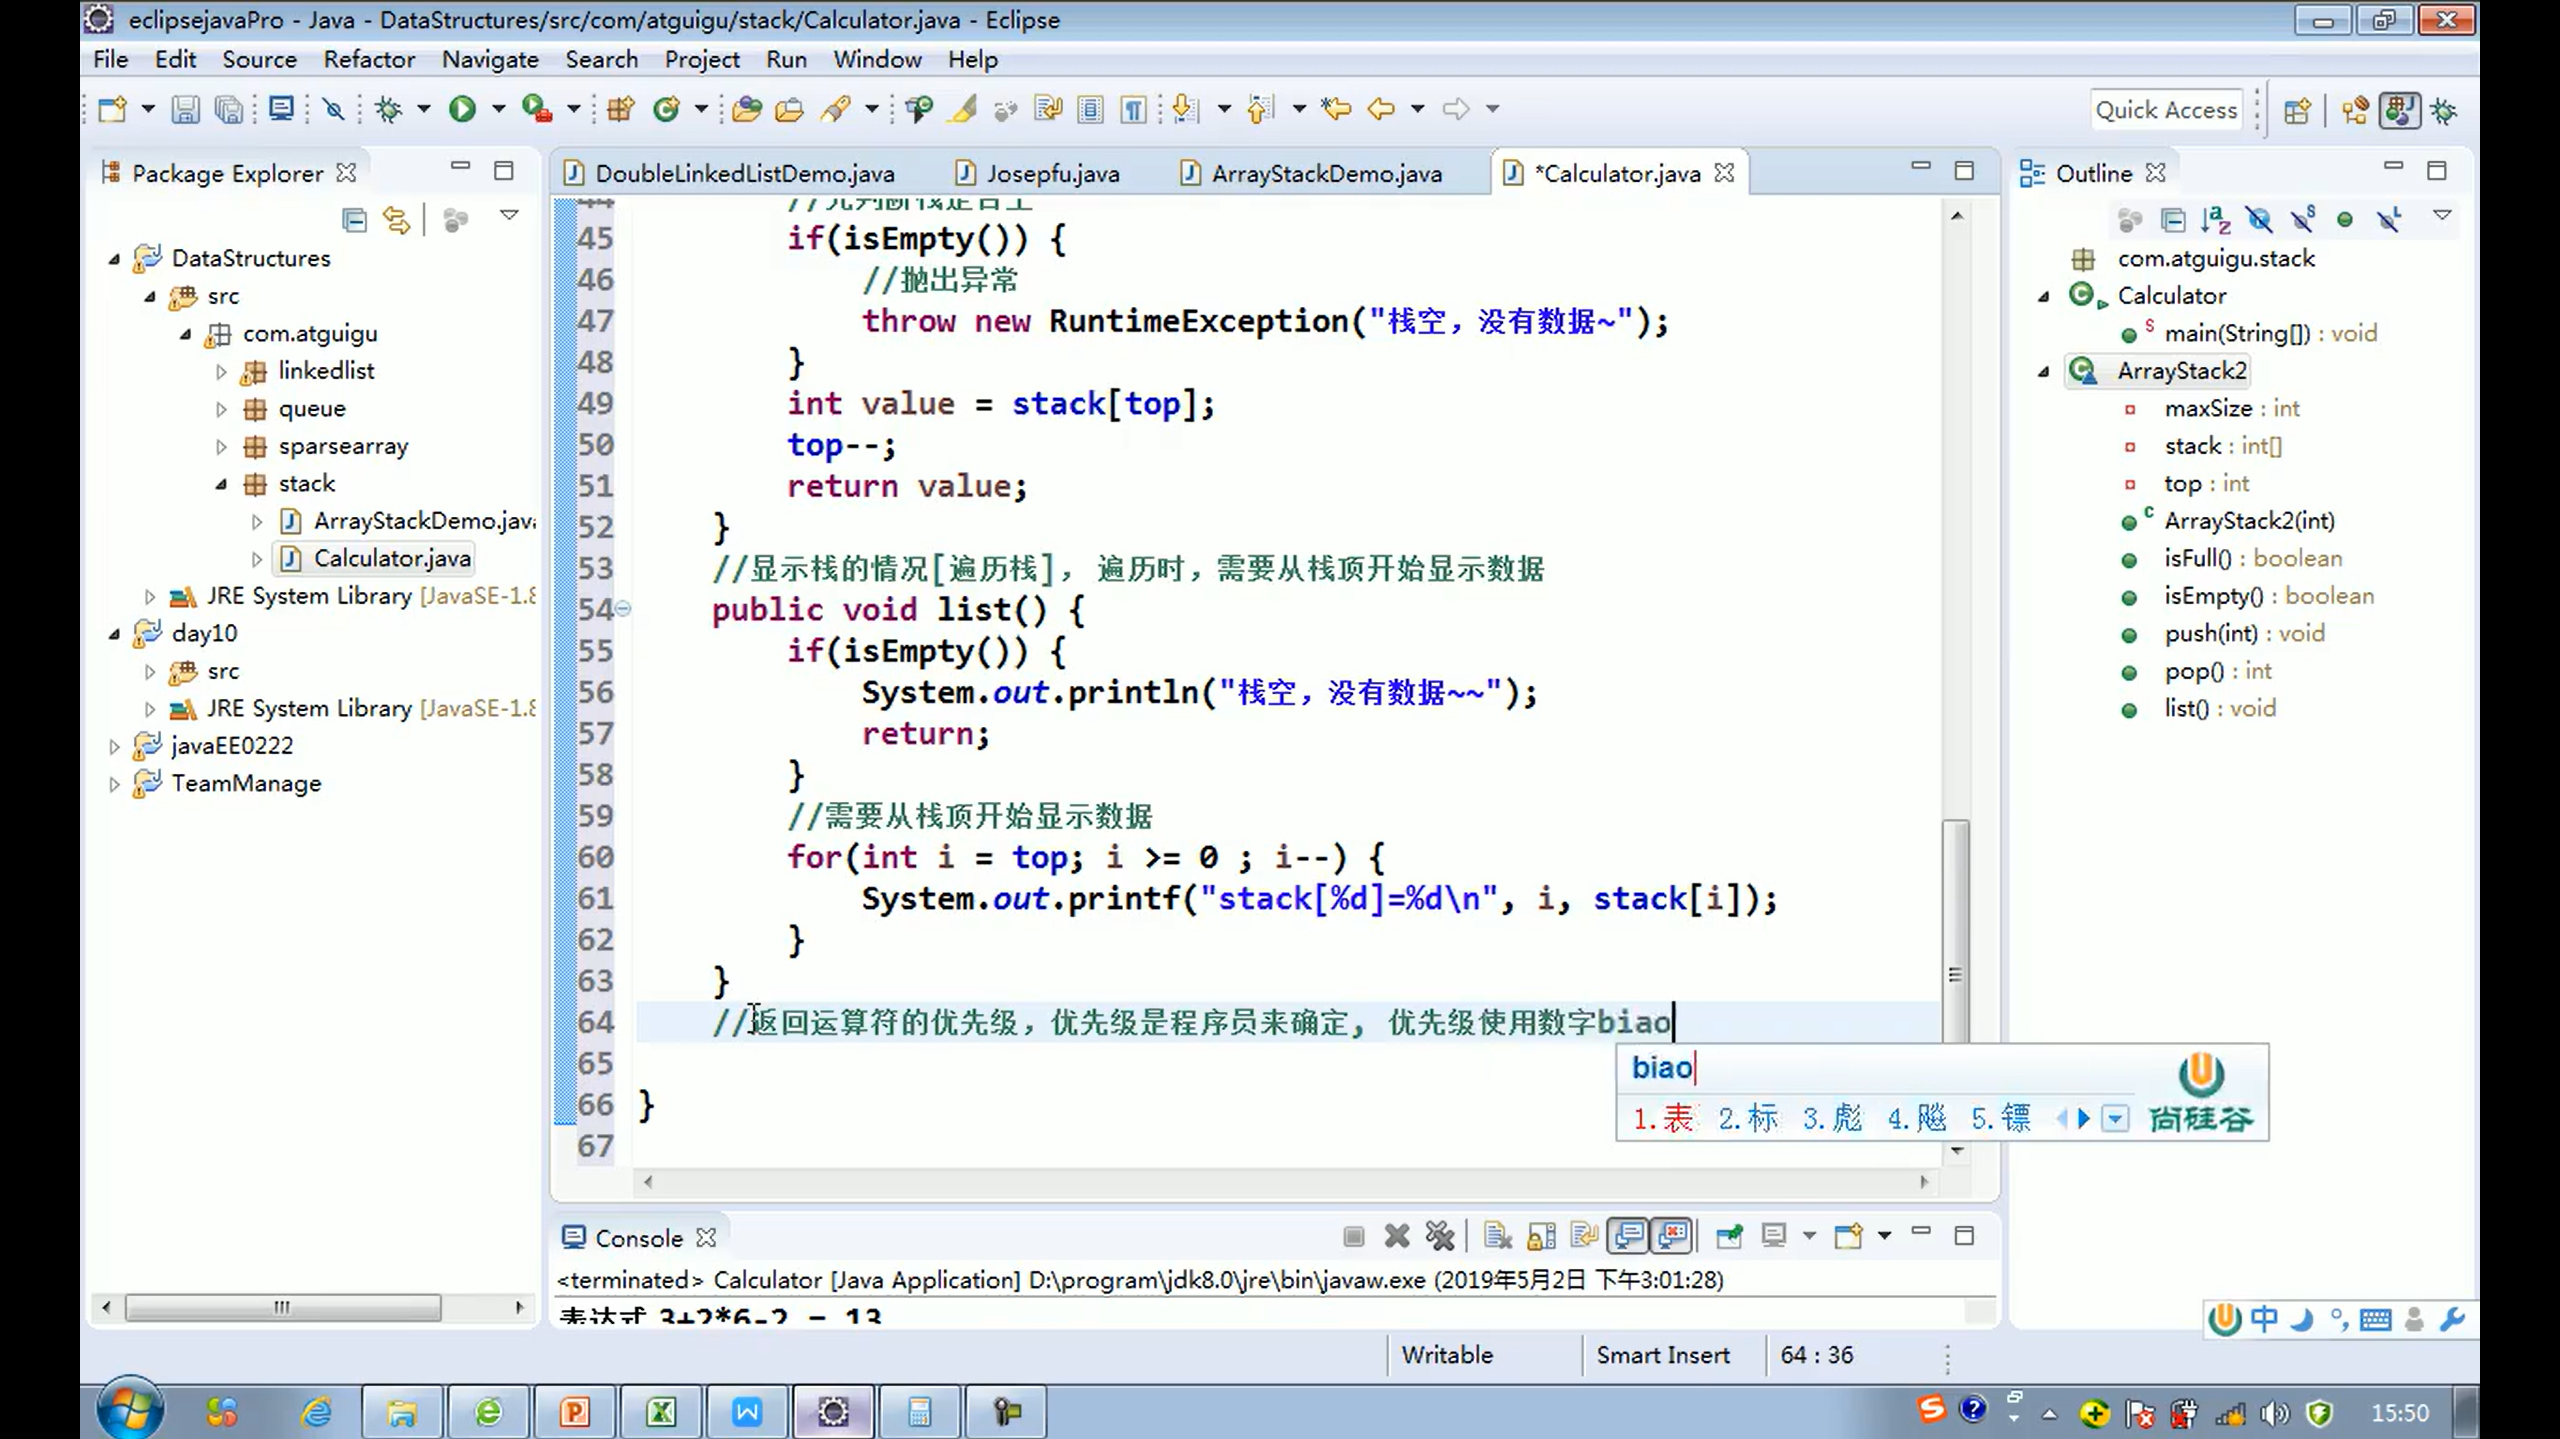 eclipsejavaPro - Java - DataStructures/src/com/atguigu/stack/Calculator.java - Eclipse
File Edit Source Refactor Navigate Search Project Run Window Help
Quick Access
Package Explorer
DataStructures
src
com.atguigu
linkedlist
queue
sparsearray
stack
ArrayStackDemo.java
Calculator.java
JRE System Library [JavaSE-1.8
day10
src
JRE System Library [JavaSE-1.8
javaEE0222
TeamManage
DoubleLinkedListDemo.java Josepfu.java ArrayStackDemo.java *Calculator.java
44 //先判断栈是否空
45 if(isEmpty()) {
46 //抛出异常
47 throw new RuntimeException("栈空，没有数据~");
48 }
49 int value = stack[top];
50 top--;
51 return value;
52 }
53 //显示栈的情况[遍历栈]， 遍历时，需要从栈顶开始显示数据
54 public void list() {
55 if(isEmpty()) {
56 System.out.println("栈空，没有数据~~");
57 return;
58 }
59 //需要从栈顶开始显示数据
60 for(int i = top; i >= 0 ; i--) {
61 System.out.printf("stack[%d]=%d\n", i, stack[i]);
62 }
63 }
64 //返回运算符的优先级，优先级是程序员来确定, 优先级使用数字biao
65
66 }
67
biao
1.表 2.标 3.彪 4.飚 5.镖
尚硅谷
Outline
com.atguigu.stack
Calculator
main(String[]) : void
ArrayStack2
maxSize : int
stack : int[]
top : int
ArrayStack2(int)
isFull() : boolean
isEmpty() : boolean
push(int) : void
pop() : int
list() : void
Console
<terminated> Calculator [Java Application] D:\program\jdk8.0\jre\bin\javaw.exe (2019年5月2日 下午3:01:28)
表达式 3+2*6-2 = 13
中
Writable Smart Insert 64 : 36
15:50